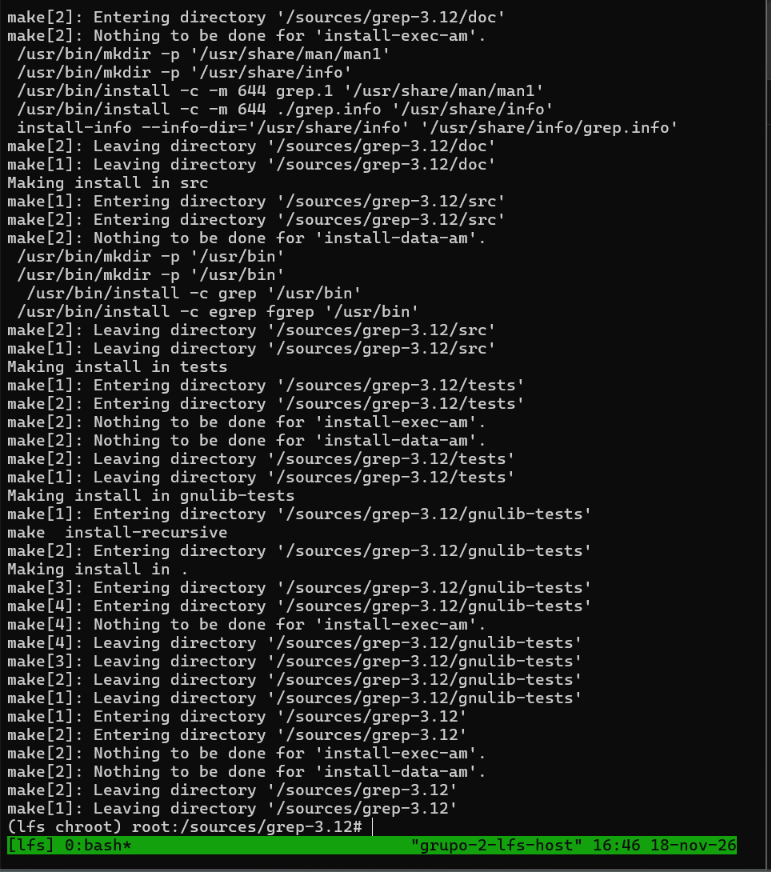 make[2]: Entering directory '/sources/grep-3.12/doc'
make[2]: Nothing to be done for 'install-exec-am'.
 /usr/bin/mkdir -p '/usr/share/man/man1'
 /usr/bin/mkdir -p '/usr/share/info'
 /usr/bin/install -c -m 644 grep.1 '/usr/share/man/man1'
 /usr/bin/install -c -m 644 ./grep.info '/usr/share/info'
 install-info --info-dir='/usr/share/info' '/usr/share/info/grep.info'
make[2]: Leaving directory '/sources/grep-3.12/doc'
make[1]: Leaving directory '/sources/grep-3.12/doc'
Making install in src
make[1]: Entering directory '/sources/grep-3.12/src'
make[2]: Entering directory '/sources/grep-3.12/src'
make[2]: Nothing to be done for 'install-data-am'.
 /usr/bin/mkdir -p '/usr/bin'
 /usr/bin/mkdir -p '/usr/bin'
  /usr/bin/install -c grep '/usr/bin'
 /usr/bin/install -c egrep fgrep '/usr/bin'
make[2]: Leaving directory '/sources/grep-3.12/src'
make[1]: Leaving directory '/sources/grep-3.12/src'
Making install in tests
make[1]: Entering directory '/sources/grep-3.12/tests'
make[2]: Entering directory '/sources/grep-3.12/tests'
make[2]: Nothing to be done for 'install-exec-am'.
make[2]: Nothing to be done for 'install-data-am'.
make[2]: Leaving directory '/sources/grep-3.12/tests'
make[1]: Leaving directory '/sources/grep-3.12/tests'
Making install in gnulib-tests
make[1]: Entering directory '/sources/grep-3.12/gnulib-tests'
make  install-recursive
make[2]: Entering directory '/sources/grep-3.12/gnulib-tests'
Making install in .
make[3]: Entering directory '/sources/grep-3.12/gnulib-tests'
make[4]: Entering directory '/sources/grep-3.12/gnulib-tests'
make[4]: Nothing to be done for 'install-exec-am'.
make[4]: Leaving directory '/sources/grep-3.12/gnulib-tests'
make[3]: Leaving directory '/sources/grep-3.12/gnulib-tests'
make[2]: Leaving directory '/sources/grep-3.12/gnulib-tests'
make[1]: Leaving directory '/sources/grep-3.12/gnulib-tests'
make[1]: Entering directory '/sources/grep-3.12'
make[2]: Entering directory '/sources/grep-3.12'
make[2]: Nothing to be done for 'install-exec-am'.
make[2]: Nothing to be done for 'install-data-am'.
make[2]: Leaving directory '/sources/grep-3.12'
make[1]: Leaving directory '/sources/grep-3.12'
(lfs chroot) root:/sources/grep-3.12#
[lfs] 0:bash* "grupo-2-lfs-host" 16:46 18-nov-26